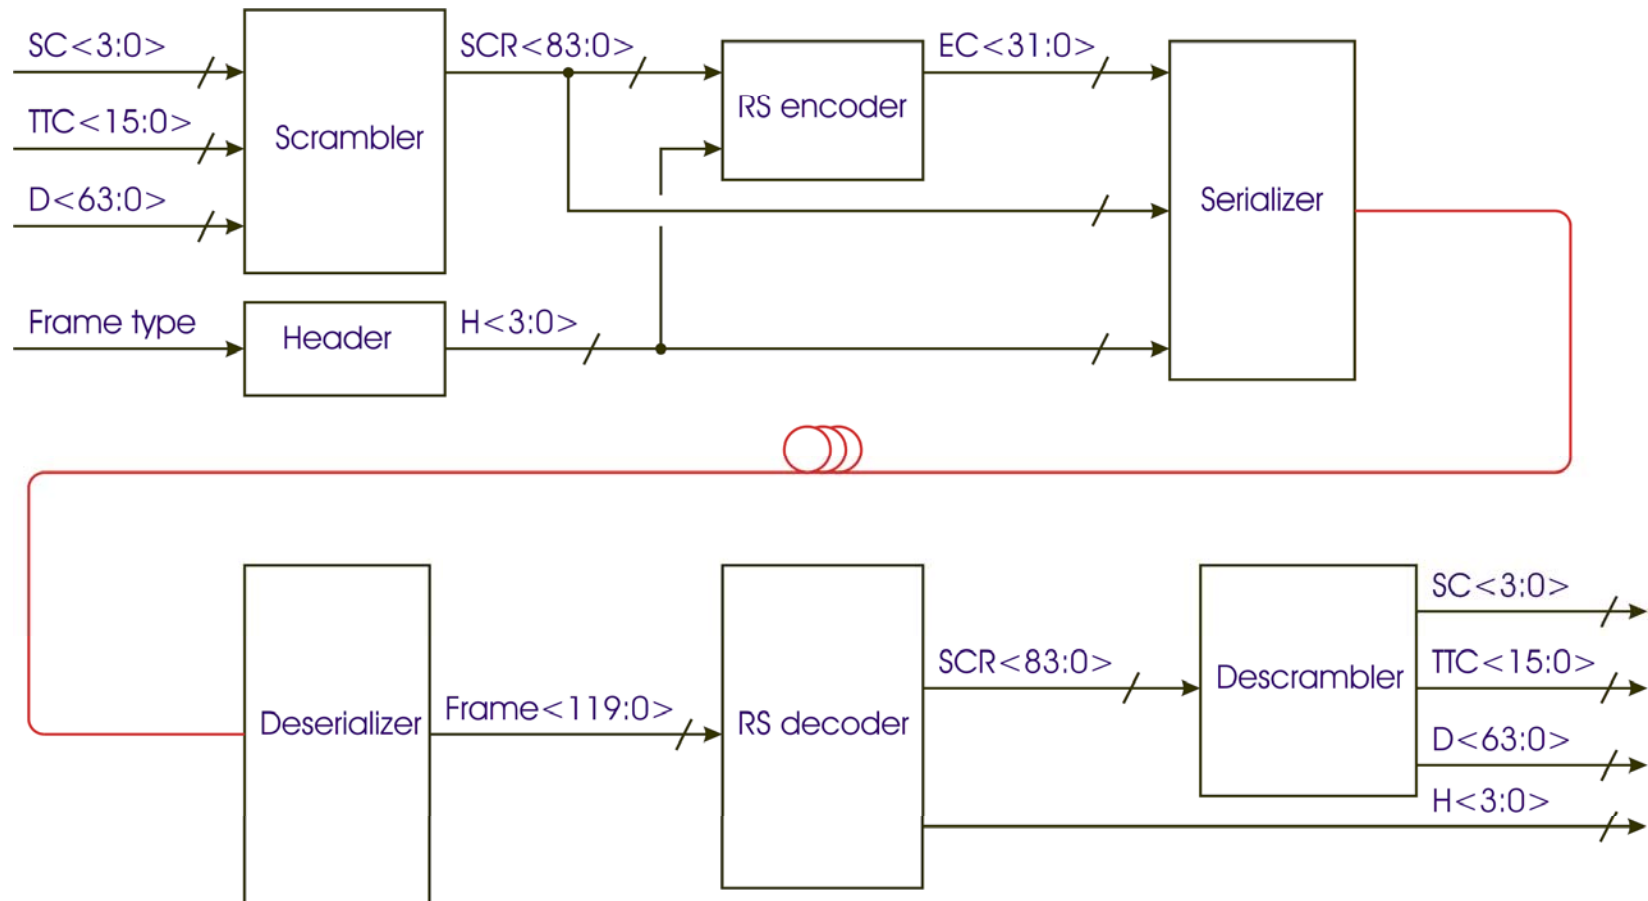 SC<3:0>
SCR<83:0>
EC<31:0>
TTC<15:0>
RS encoder
Scrambler
D<63:0>
Serializer
Frame type
Header
H<3:0>
SC<3:0>
SCR<83:0>
TTC<15:0>
Descrambler
Deserializer
Frame<119:0>
RS decoder
D<63:0>
H<3:0>